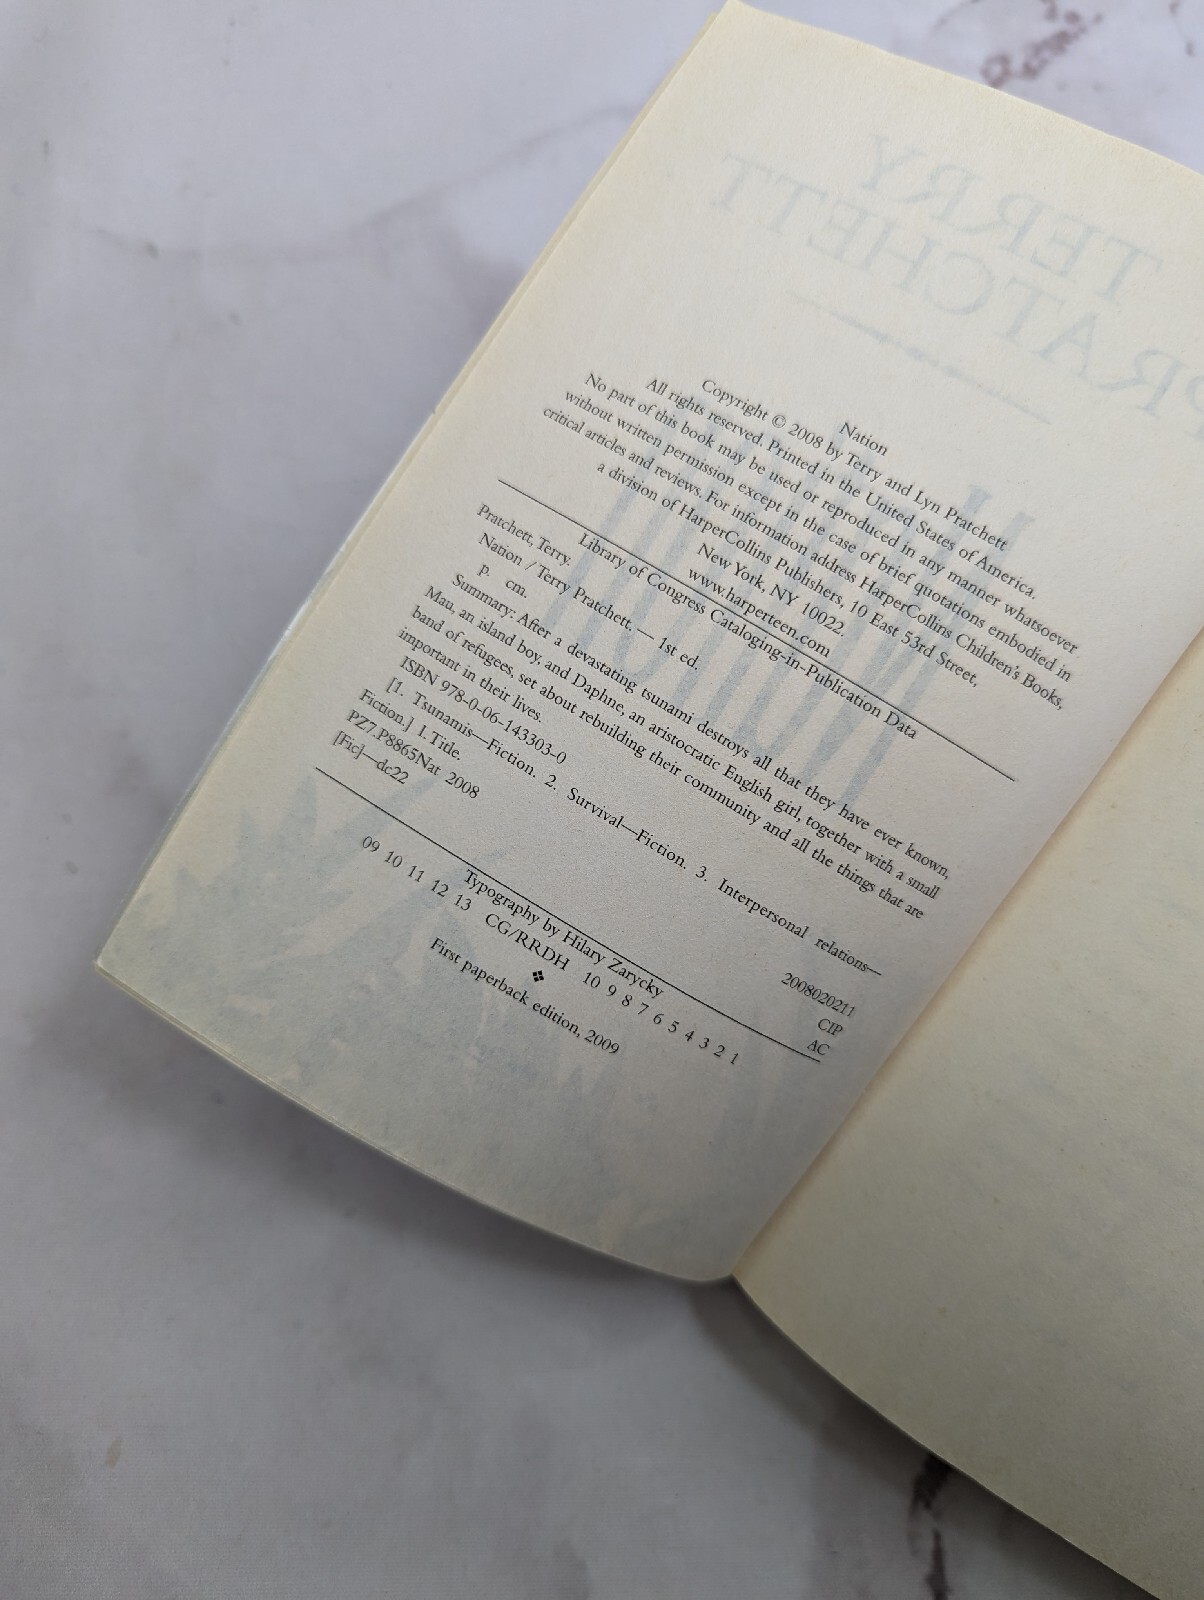 Nation
Copyright © 2008 by Terry and Lyn Pratchett
All rights reserved. Printed in the United States of America.
No part of this book may be used or reproduced in any manner whatsoever
without written permission except in the case of brief quotations embodied in
critical articles and reviews. For information address HarperCollins Children's Books,
a division of HarperCollins Publishers, 10 East 53rd Street,
New York, NY 10022.
www.harperteen.com
Library of Congress Cataloging-in-Publication Data
Pratchett, Terry.
Nation / Terry Pratchett. — 1st ed.
p. cm.
Summary: After a devastating tsunami destroys all that they have ever known,
Mau, an island boy, and Daphne, an aristocratic English girl, together with a small
band of refugees, set about rebuilding their community and all the things that are
important in their lives.
ISBN 978-0-06-143303-0
[1. Tsunamis—Fiction. 2. Survival—Fiction. 3. Interpersonal relations—
Fiction.] I. Title.
PZ7.P8865Nat 2008 2008020211
[Fic]—dc22 CIP
AC
Typography by Hilary Zarycky
09 10 11 12 13 CG/RRDH 10 9 8 7 6 5 4 3 2 1
❖
First paperback edition, 2009
TERRY
PRATCHETT